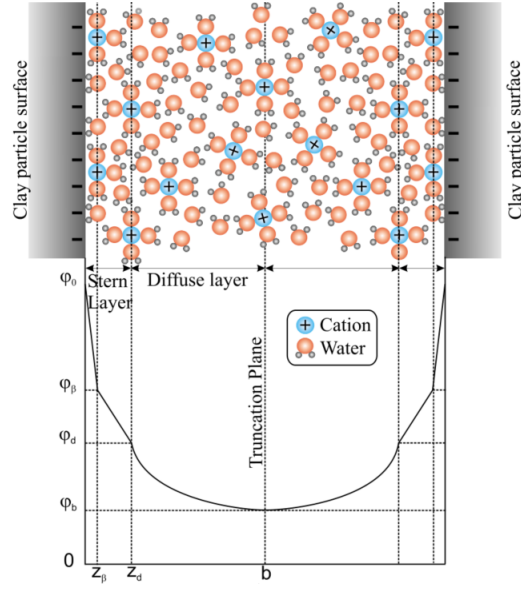 Clay particle surface
Clay particle surface
Stern
Layer
Diffuse layer
Cation
Water
Truncation Plane
φ₀
φβ
φd
φb
0
zβ
zd
b